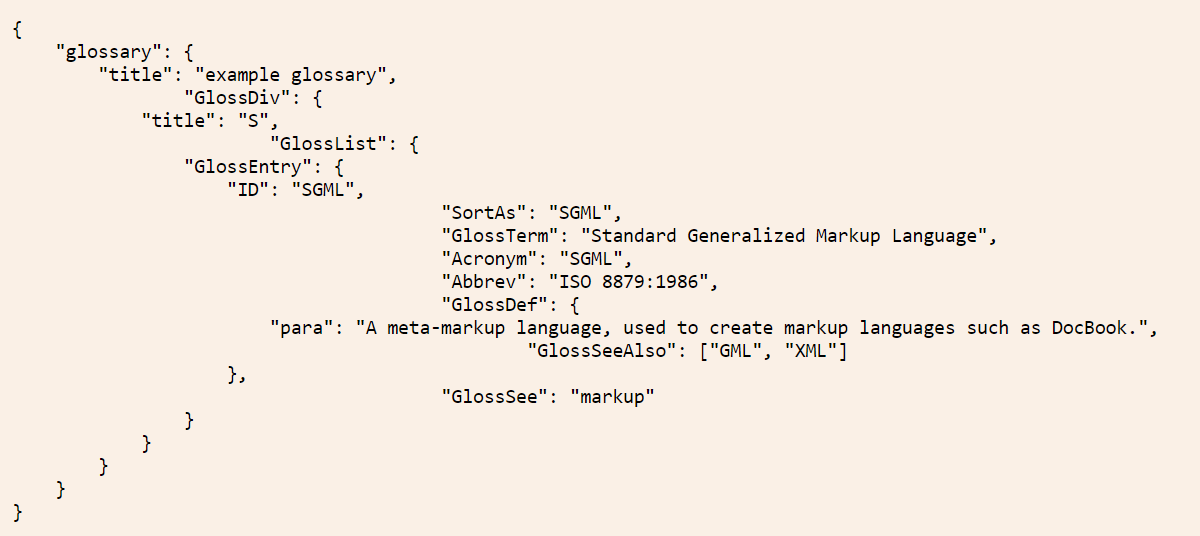 {
    "glossary": {
        "title": "example glossary",
                "GlossDiv": {
            "title": "S",
                        "GlossList": {
                "GlossEntry": {
                    "ID": "SGML",
                                        "SortAs": "SGML",
                                        "GlossTerm": "Standard Generalized Markup Language",
                                        "Acronym": "SGML",
                                        "Abbrev": "ISO 8879:1986",
                                        "GlossDef": {
                        "para": "A meta-markup language, used to create markup languages such as DocBook.",
                                                "GlossSeeAlso": ["GML", "XML"]
                    },
                                        "GlossSee": "markup"
                }
            }
        }
    }
}